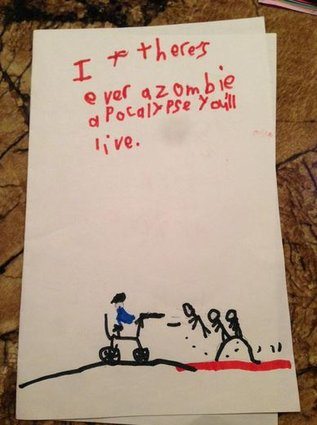 I f theres
ever a zombie
apocalypse You'll
live.